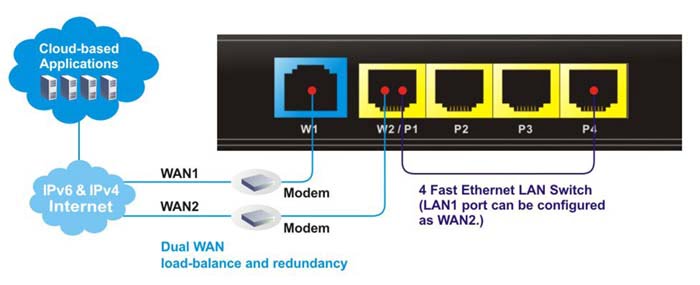 Cloud-based
Applications
W1
W2 / P1
P2
P3
P4
IPv6 & IPv4
Internet
WAN1
Modem
WAN2
Modem
4 Fast Ethernet LAN Switch
(LAN1 port can be configured
as WAN2.)
Dual WAN
load-balance and redundancy